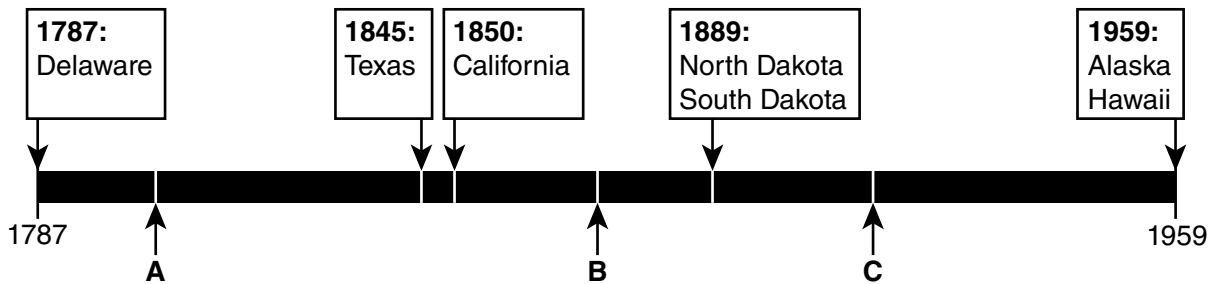 1787:
Delaware
1845:
Texas
1850:
California
1889:
North Dakota
South Dakota
1959:
Alaska
Hawaii
1787
1959
A
B
C